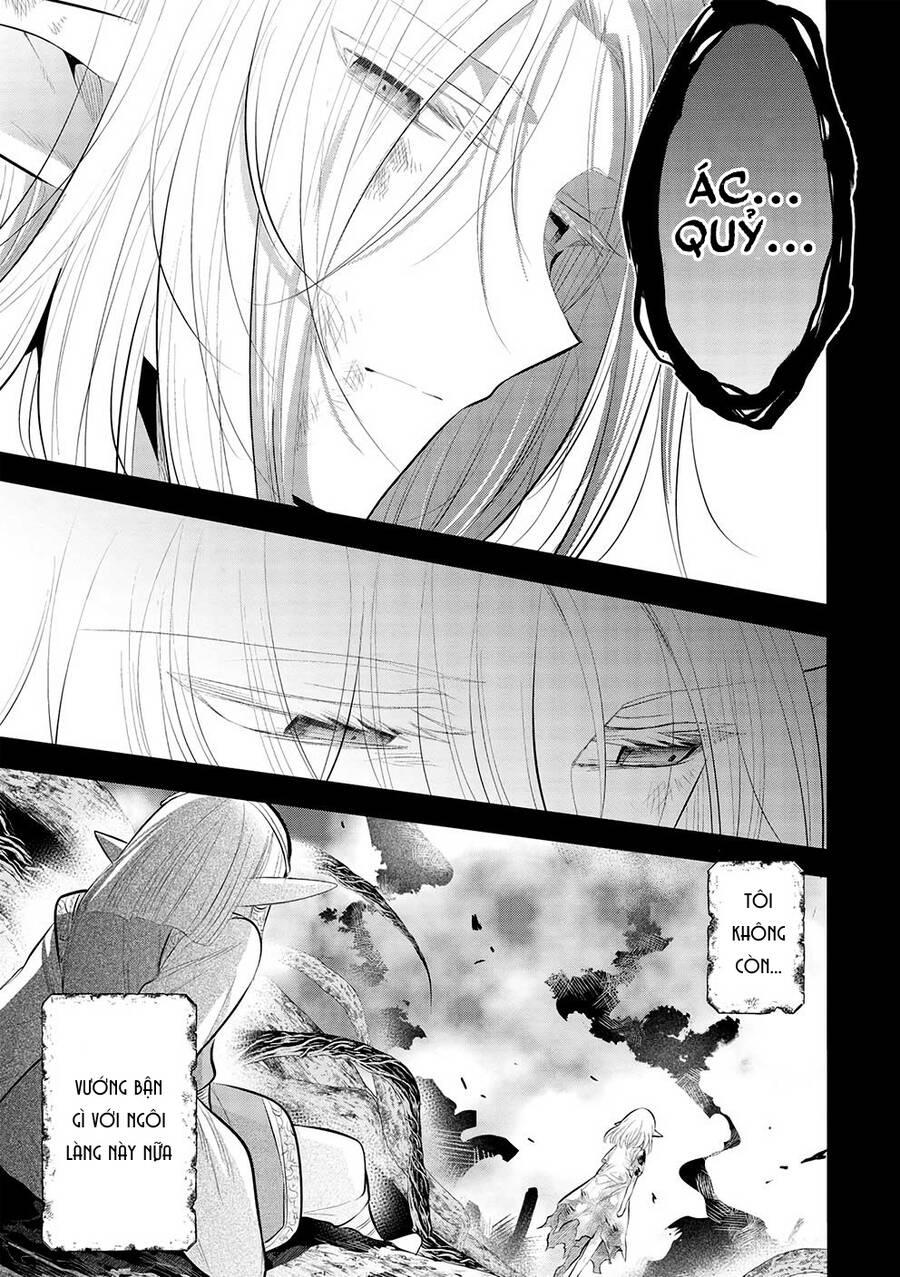 ÁC...
QUỶ...
TÔI
KHÔNG
CÒN...
VƯỚNG BẬN
GÌ VỚI NGÔI
LÀNG NÀY NỮA